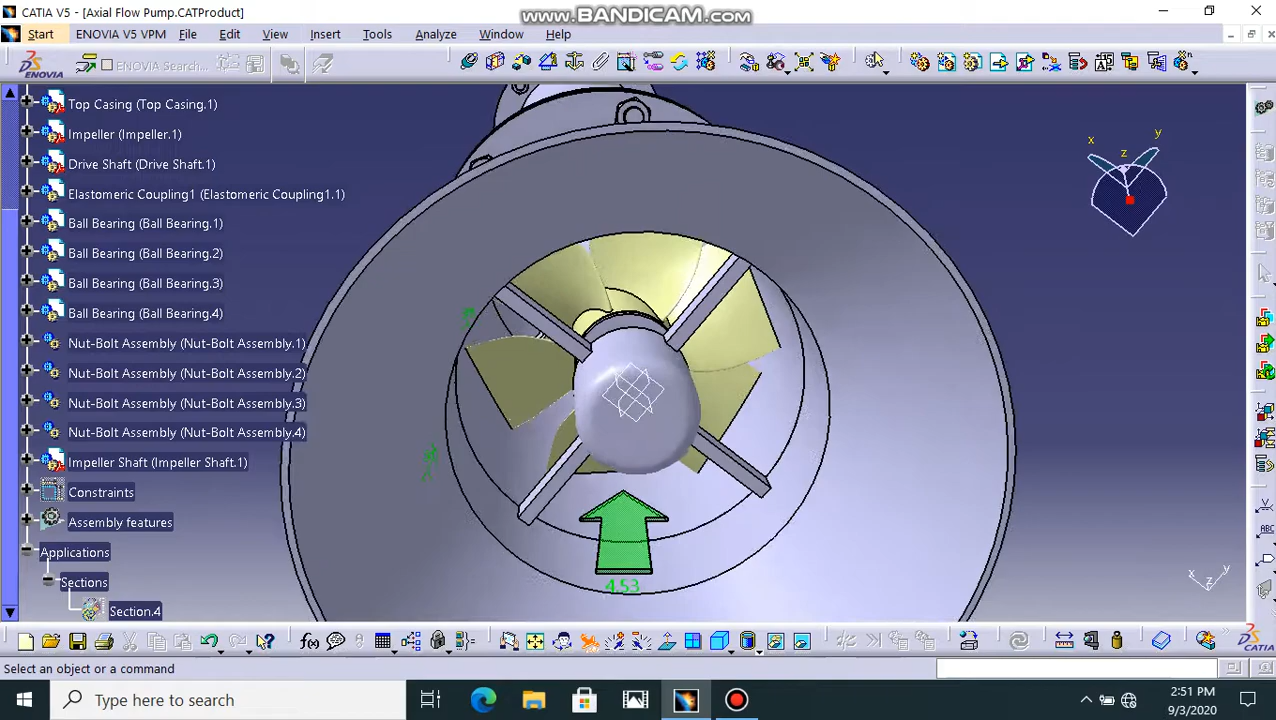 CATIA V5 - [Axial Flow Pump.CATProduct]
www.BANDICAM.com
Start ENOVIA V5 VPM File Edit View Insert Tools Analyze Window Help
ENOVIA Search...
Top Casing (Top Casing.1)
Impeller (Impeller.1)
Drive Shaft (Drive Shaft.1)
Elastomeric Coupling1 (Elastomeric Coupling1.1)
Ball Bearing (Ball Bearing.1)
Ball Bearing (Ball Bearing.2)
Ball Bearing (Ball Bearing.3)
Ball Bearing (Ball Bearing.4)
Nut-Bolt Assembly (Nut-Bolt Assembly.1)
Nut-Bolt Assembly (Nut-Bolt Assembly.2)
Nut-Bolt Assembly (Nut-Bolt Assembly.3)
Nut-Bolt Assembly (Nut-Bolt Assembly.4)
Impeller Shaft (Impeller Shaft.1)
Constraints
Assembly features
Applications
Sections
Section.4
x y z
4.53
x y z
ABC
f(x)
CATIA
Select an object or a command
Type here to search
2:51 PM
9/3/2020